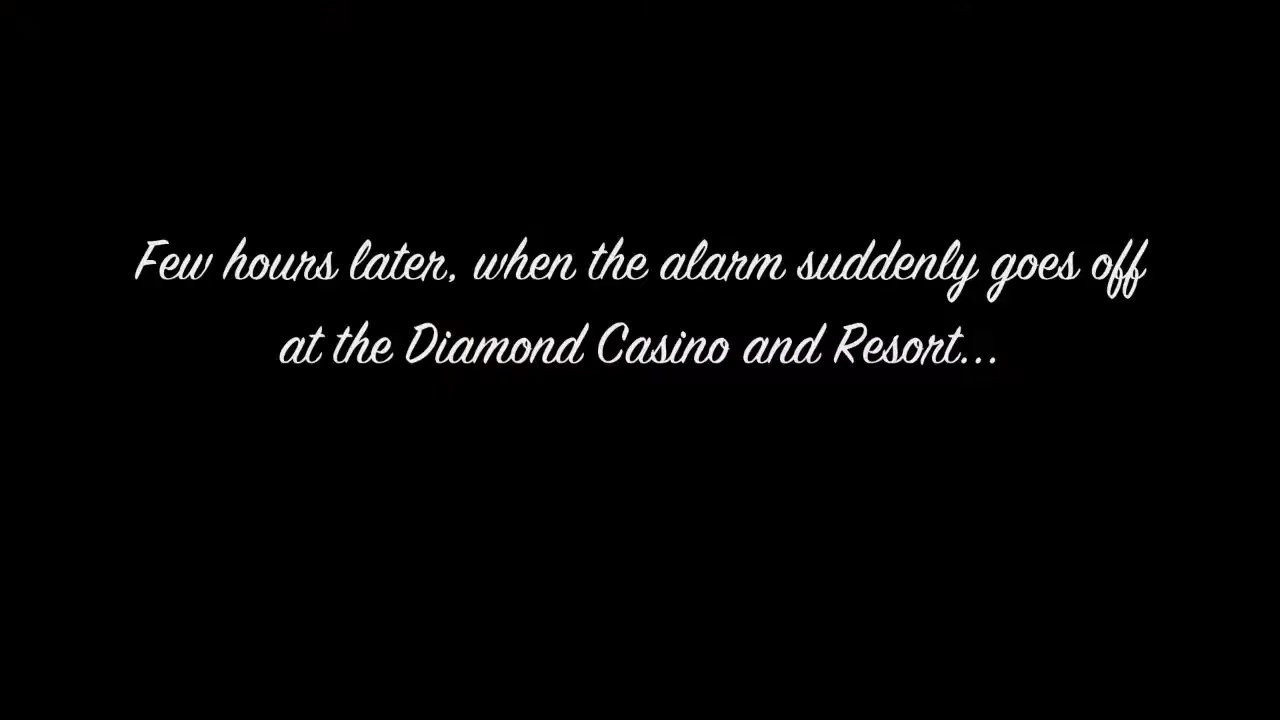 Few hours later, when the alarm suddenly goes off
at the Diamond Casino and Resort...